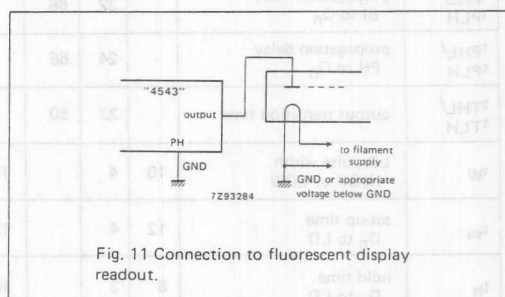 "4543"
output
PH
GND
to filament
supply
GND or appropriate
voltage below GND
7Z93284
Fig. 11 Connection to fluorescent display
readout.